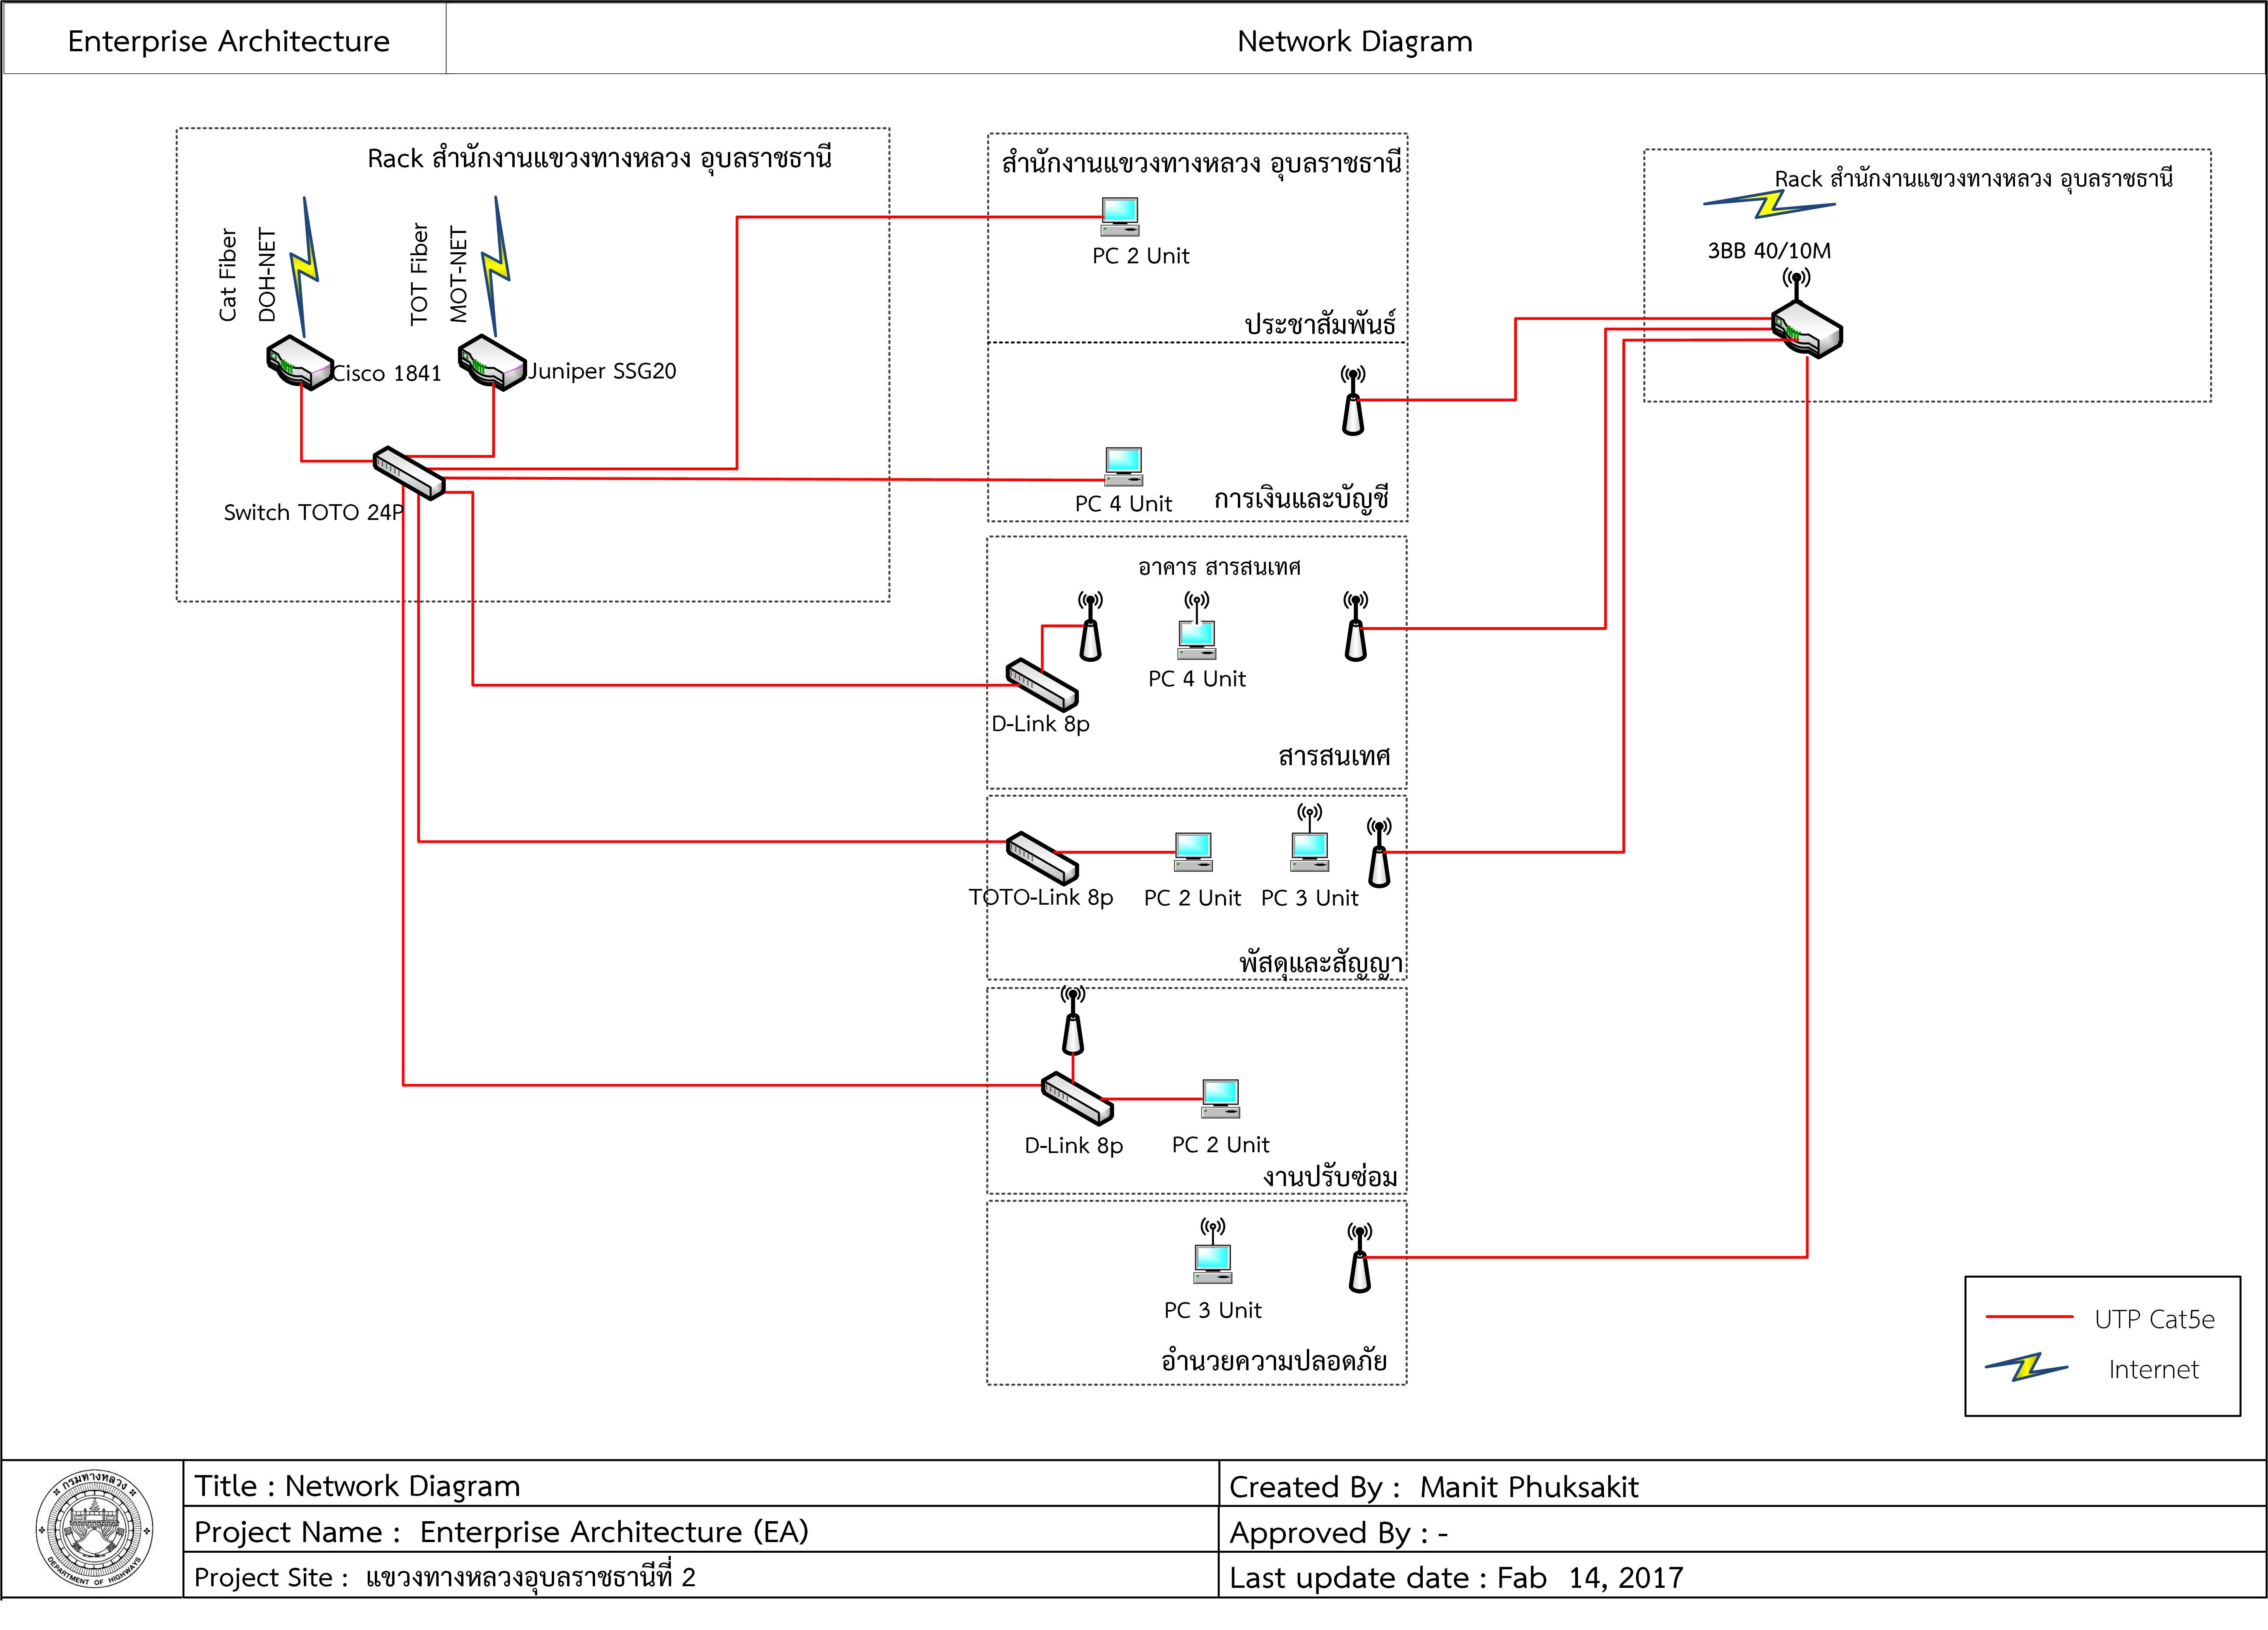 Enterprise Architecture
Network Diagram
Rack สำนักงานแขวงทางหลวง อุบลราชธานี
Cat Fiber
DOH-NET
TOT Fiber
MOT-NET
Cisco 1841
Juniper SSG20
Switch TOTO 24P
สำนักงานแขวงทางหลวง อุบลราชธานี
PC 2 Unit
ประชาสัมพันธ์
PC 4 Unit
การเงินและบัญชี
อาคาร สารสนเทศ
PC 4 Unit
D-Link 8p
สารสนเทศ
TOTO-Link 8p
PC 2 Unit
PC 3 Unit
พัสดุและสัญญา
D-Link 8p
PC 2 Unit
งานปรับซ่อม
PC 3 Unit
อำนวยความปลอดภัย
Rack สำนักงานแขวงทางหลวง อุบลราชธานี
3BB 40/10M
UTP Cat5e
Internet
กรมทางหลวง
DEPARTMENT OF HIGHWAYS
Title : Network Diagram
Project Name : Enterprise Architecture (EA)
Project Site : แขวงทางหลวงอุบลราชธานีที่ 2
Created By : Manit Phuksakit
Approved By : -
Last update date : Fab 14, 2017